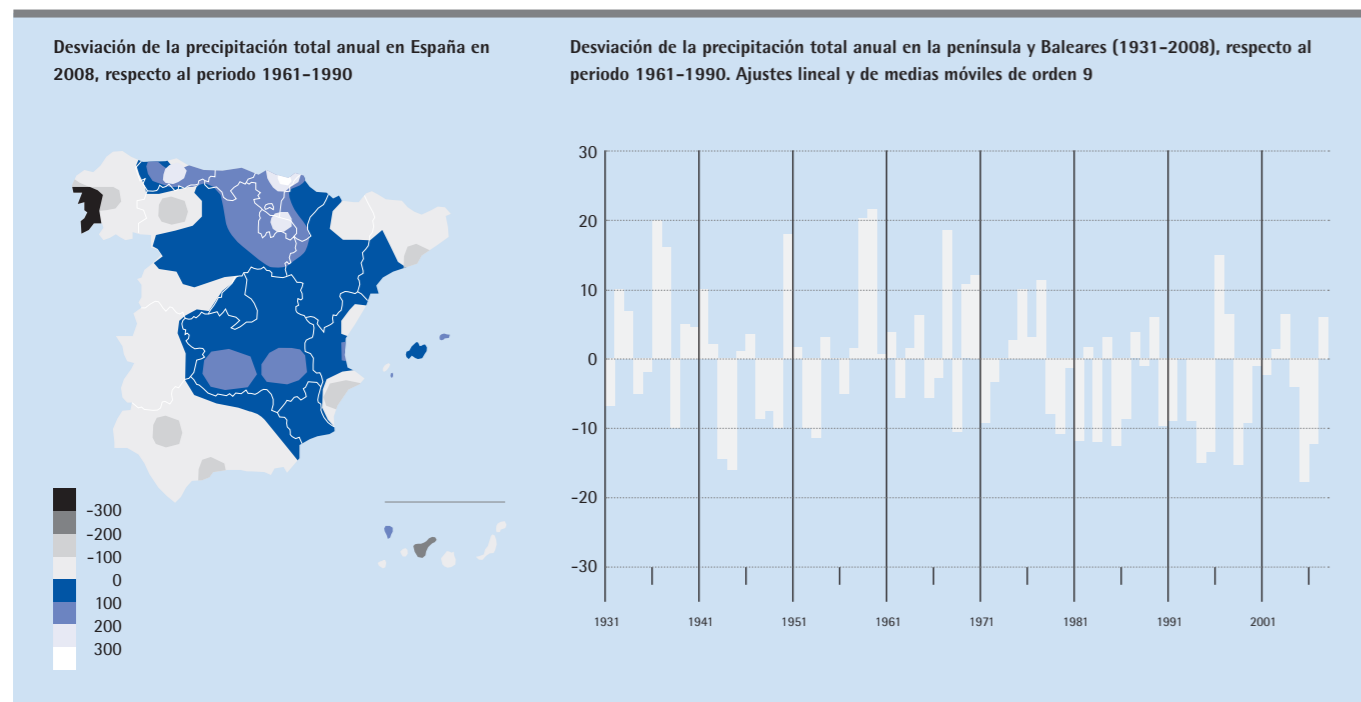 Desviación de la precipitación total anual en España en
2008, respecto al periodo 1961-1990
-300
-200
-100
0
100
200
300
Desviación de la precipitación total anual en la península y Baleares (1931-2008), respecto al
periodo 1961-1990. Ajustes lineal y de medias móviles de orden 9
30
20
10
0
-10
-20
-30
1931 1941 1951 1961 1971 1981 1991 2001